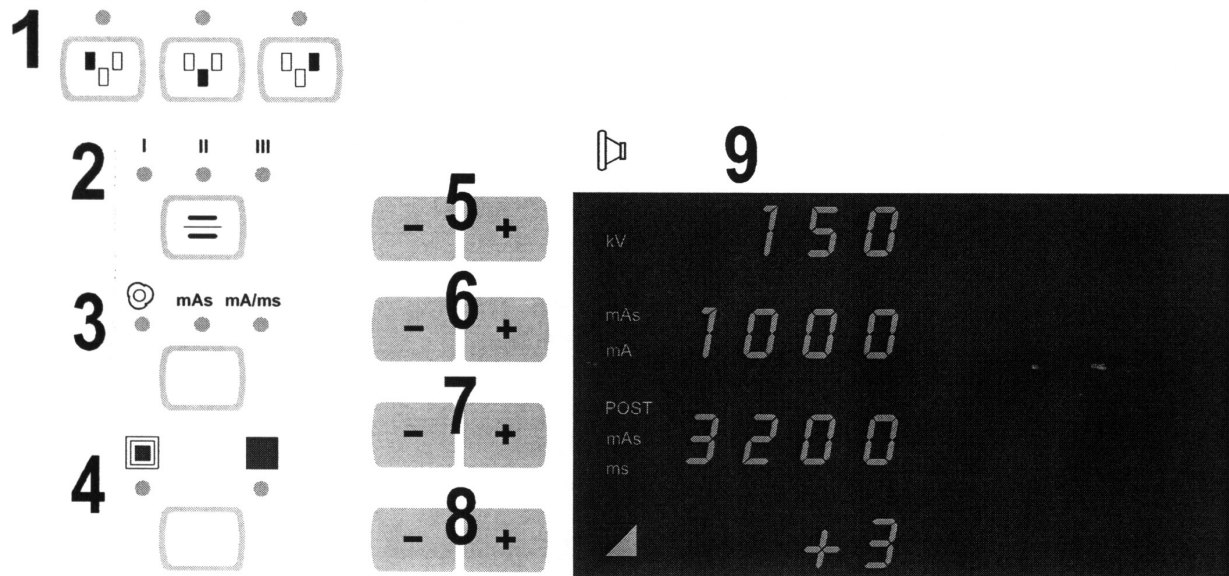 1
2
I II III
3
mAs mA/ms
4
5
- +
6
- +
7
- +
8
- +
9
kV 150
mAs
mA 1000
POST
mAs 3200
ms
+3